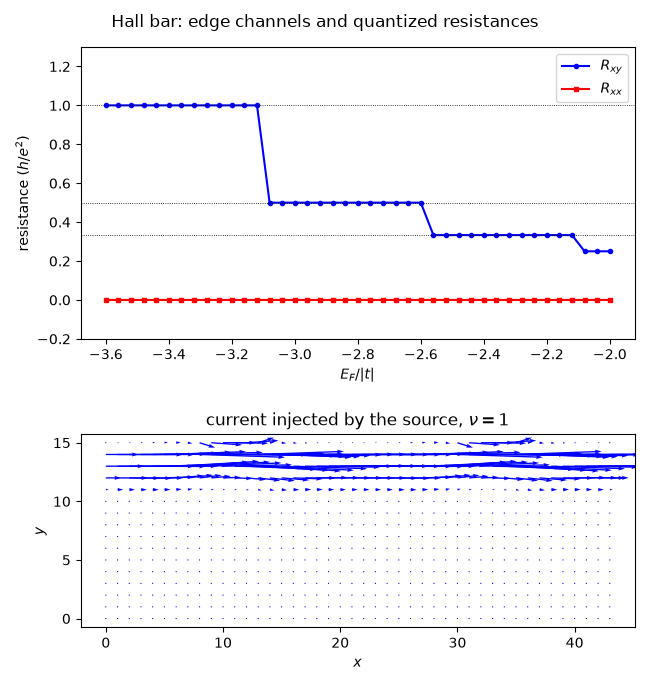 Hall bar: edge channels and quantized resistances
1.2
1.0
0.8
0.6
0.4
0.2
0.0
−0.2
resistance (h/e²)
R_xy
R_xx
−3.6 −3.4 −3.2 −3.0 −2.8 −2.6 −2.4 −2.2 −2.0
E_F/|t|
current injected by the source, ν = 1
15
10
5
0
y
0 10 20 30 40
x